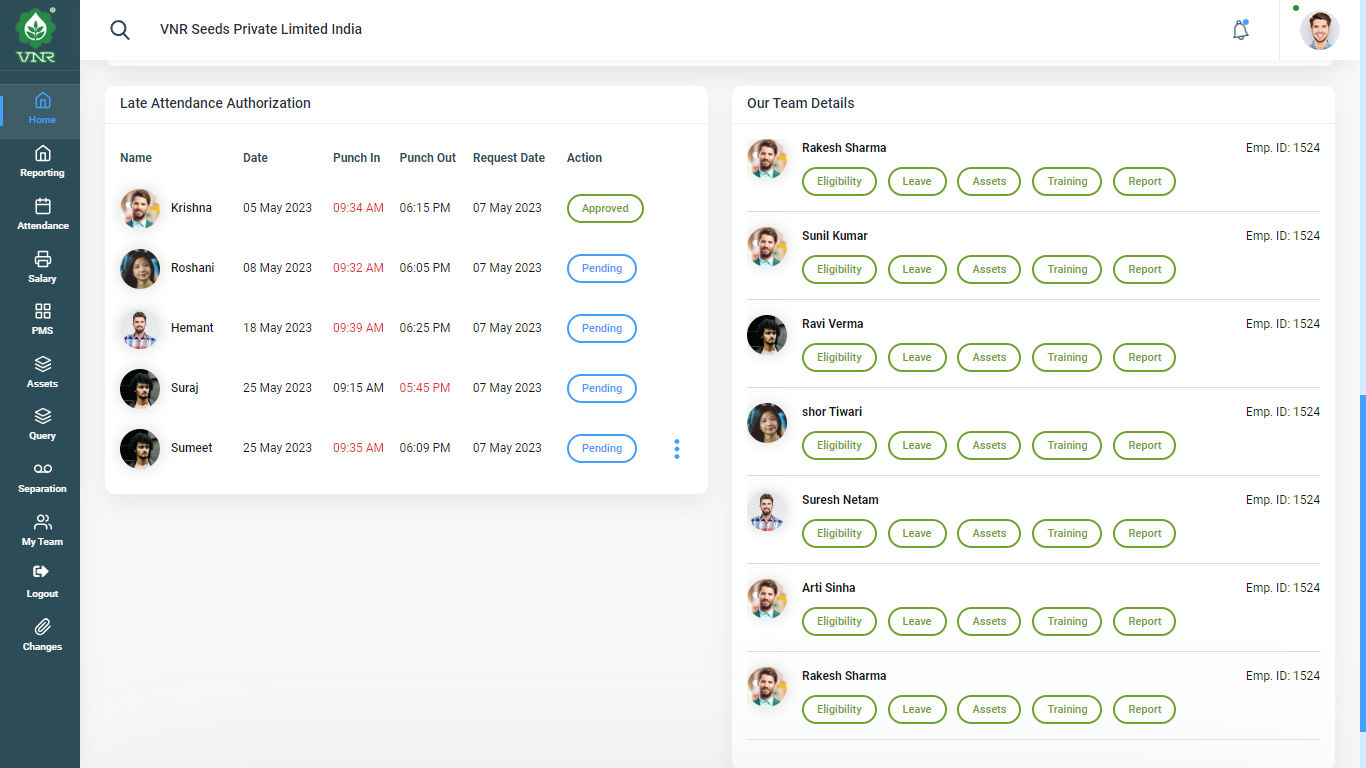 VNR
VNR Seeds Private Limited India
Home
Reporting
Attendance
Salary
PMS
Assets
Query
Separation
My Team
Logout
Changes
Late Attendance Authorization
Name Date Punch In Punch Out Request Date Action
Krishna 05 May 2023 09:34 AM 06:15 PM 07 May 2023 Approved
Roshani 08 May 2023 09:32 AM 06:05 PM 07 May 2023 Pending
Hemant 18 May 2023 09:39 AM 06:25 PM 07 May 2023 Pending
Suraj 25 May 2023 09:15 AM 05:45 PM 07 May 2023 Pending
Sumeet 25 May 2023 09:35 AM 06:09 PM 07 May 2023 Pending
Our Team Details
Rakesh Sharma Emp. ID: 1524
Eligibility Leave Assets Training Report
Sunil Kumar Emp. ID: 1524
Eligibility Leave Assets Training Report
Ravi Verma Emp. ID: 1524
Eligibility Leave Assets Training Report
shor Tiwari Emp. ID: 1524
Eligibility Leave Assets Training Report
Suresh Netam Emp. ID: 1524
Eligibility Leave Assets Training Report
Arti Sinha Emp. ID: 1524
Eligibility Leave Assets Training Report
Rakesh Sharma Emp. ID: 1524
Eligibility Leave Assets Training Report